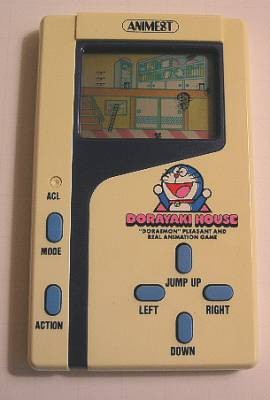 ANIMEST
DORAYAKI HOUSE
"DORAEMON" PLEASANT AND
REAL ANIMATION GAME
ACL
MODE
ACTION
JUMP UP
LEFT
RIGHT
DOWN